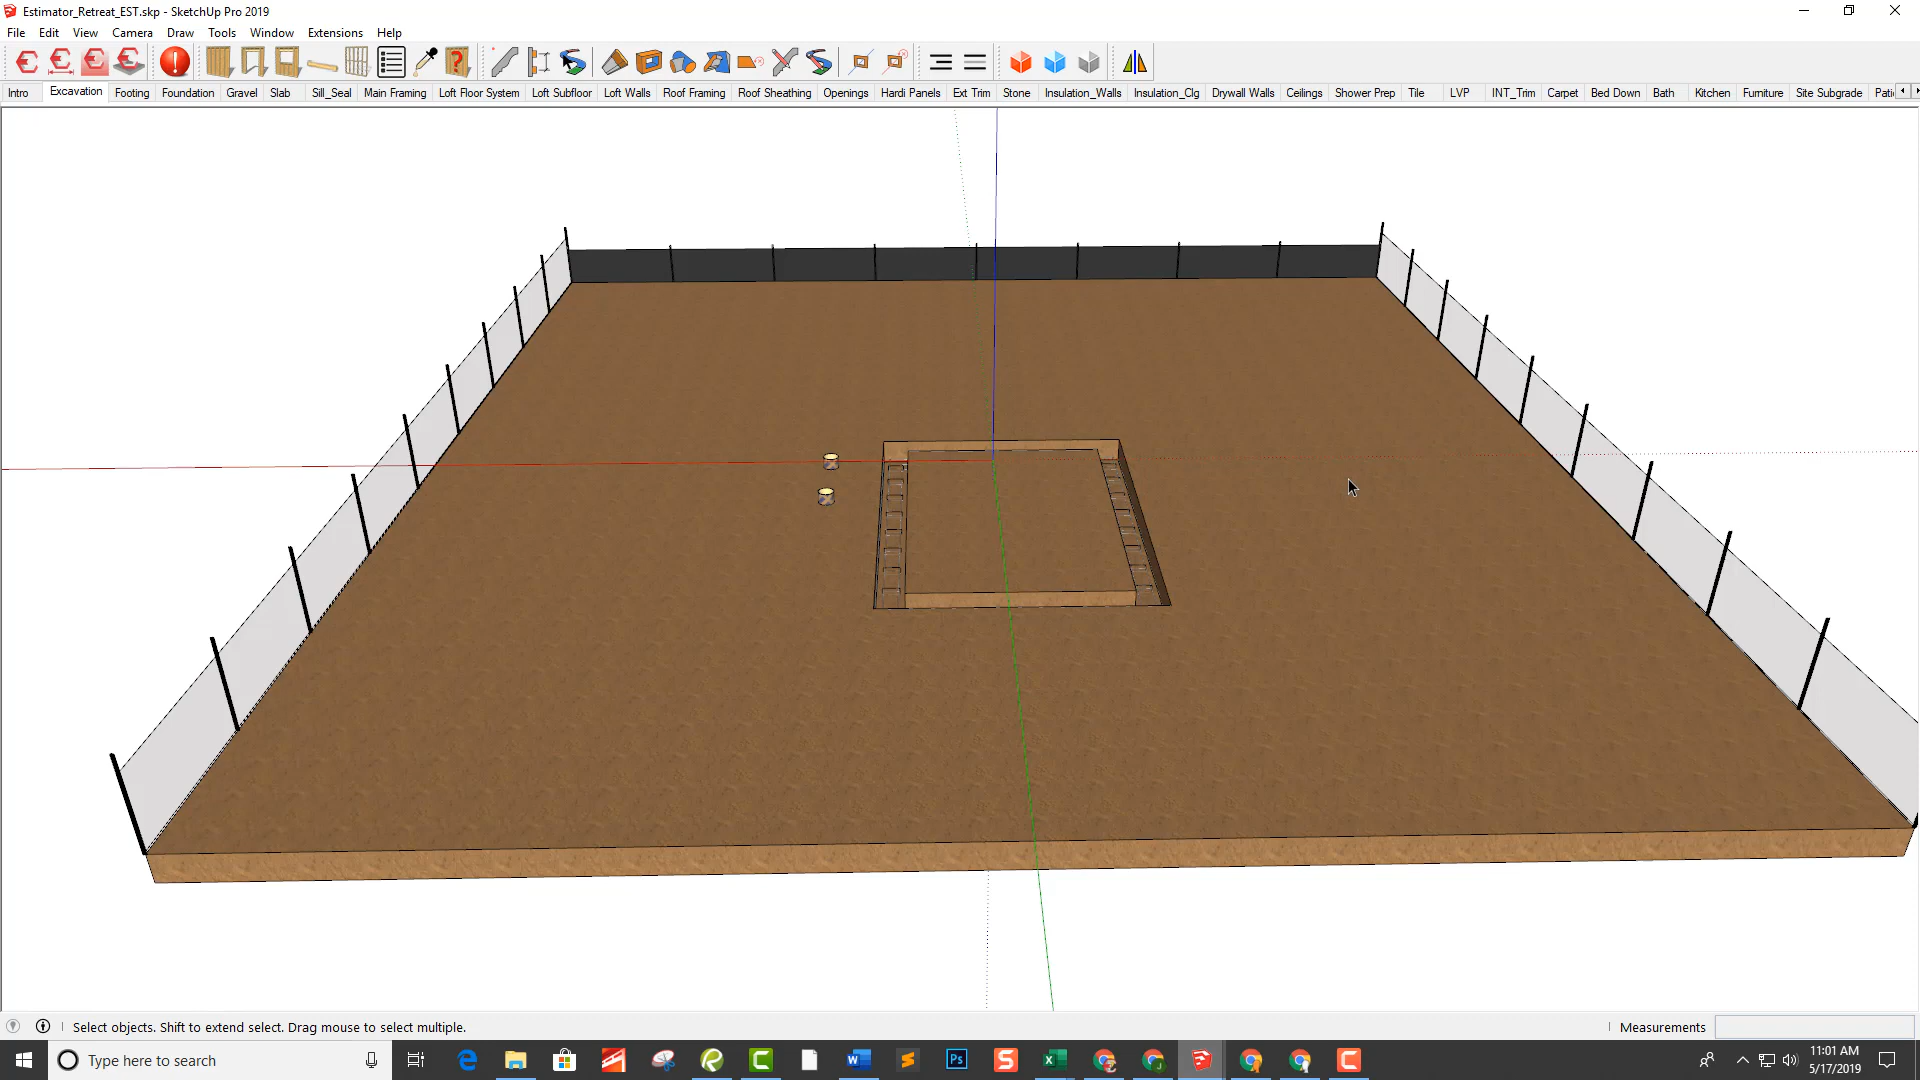 Estimator_Retreat_EST.skp - SketchUp Pro 2019
File Edit View Camera Draw Tools Window Extensions Help
Intro Excavation Footing Foundation Gravel Slab Sill_Seal Main Framing Loft Floor System Loft Subfloor Loft Walls Roof Framing Roof Sheathing Openings Hardi Panels Ext Trim Stone Insulation_Walls Insulation_Clg Drywall Walls Ceilings Shower Prep Tile LVP INT_Trim Carpet Bed Down Bath Kitchen Furniture Site Subgrade Pati
Select objects. Shift to extend select. Drag mouse to select multiple. Measurements
Type here to search
11:01 AM
5/17/2019